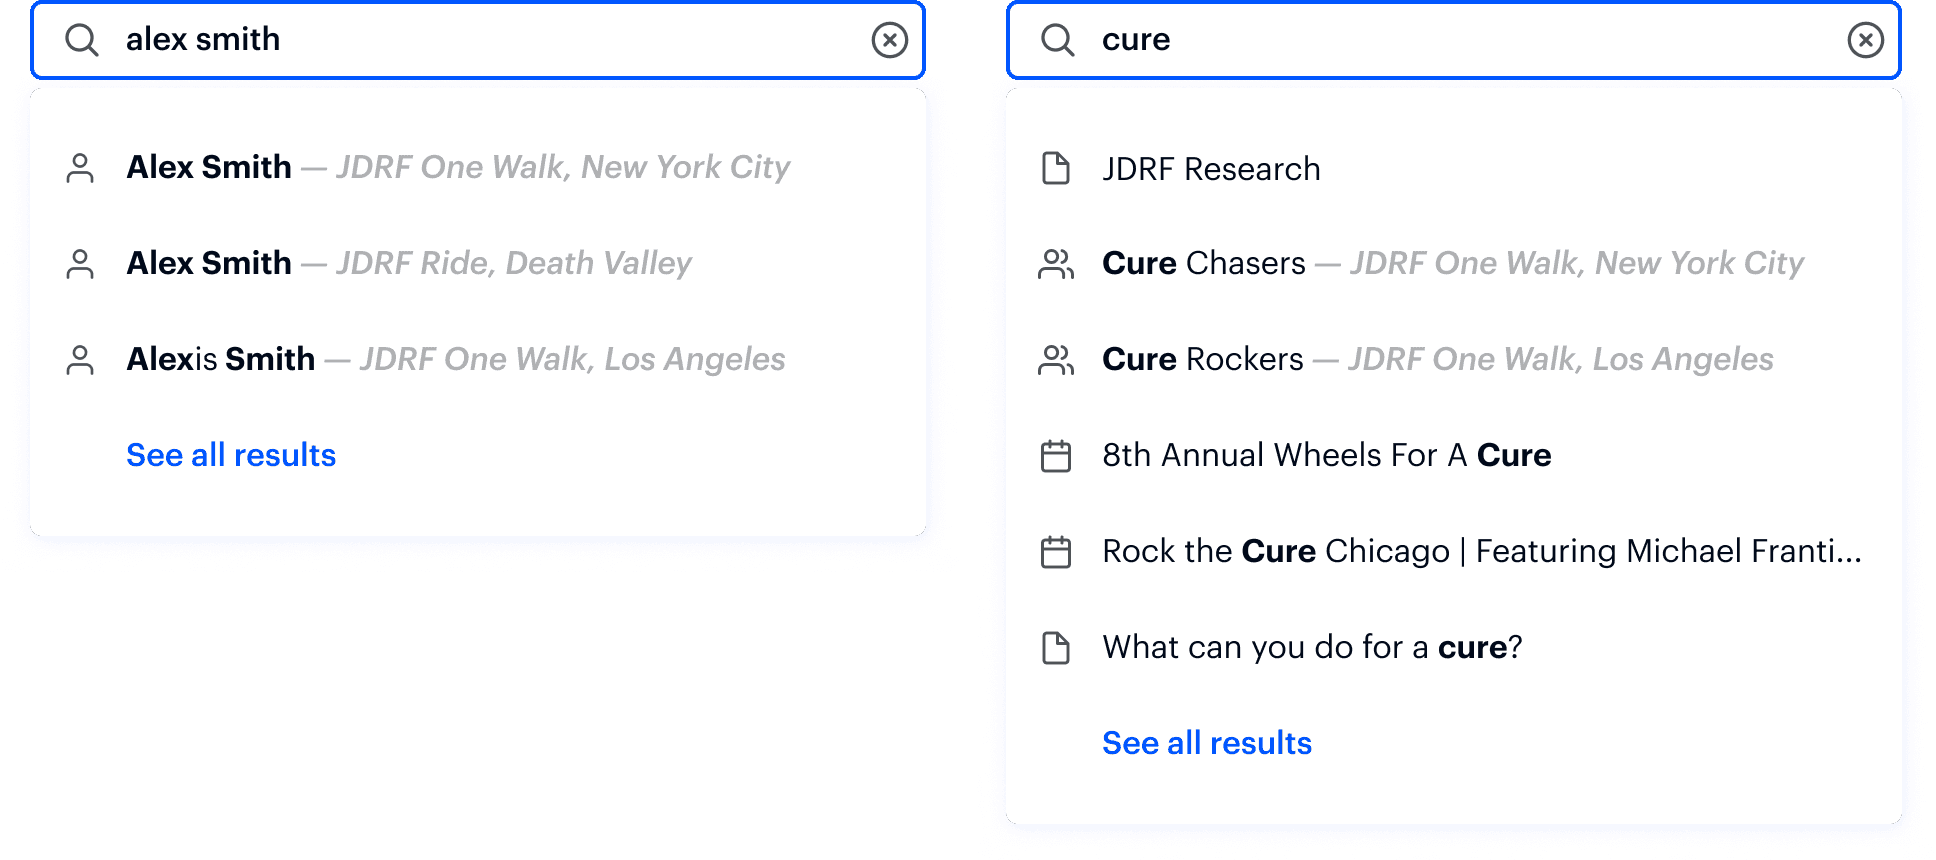 alex smith
Alex Smith — JDRF One Walk, New York City
Alex Smith — JDRF Ride, Death Valley
Alexis Smith — JDRF One Walk, Los Angeles
See all results
cure
JDRF Research
Cure Chasers — JDRF One Walk, New York City
Cure Rockers — JDRF One Walk, Los Angeles
8th Annual Wheels For A Cure
Rock the Cure Chicago | Featuring Michael Franti...
What can you do for a cure?
See all results